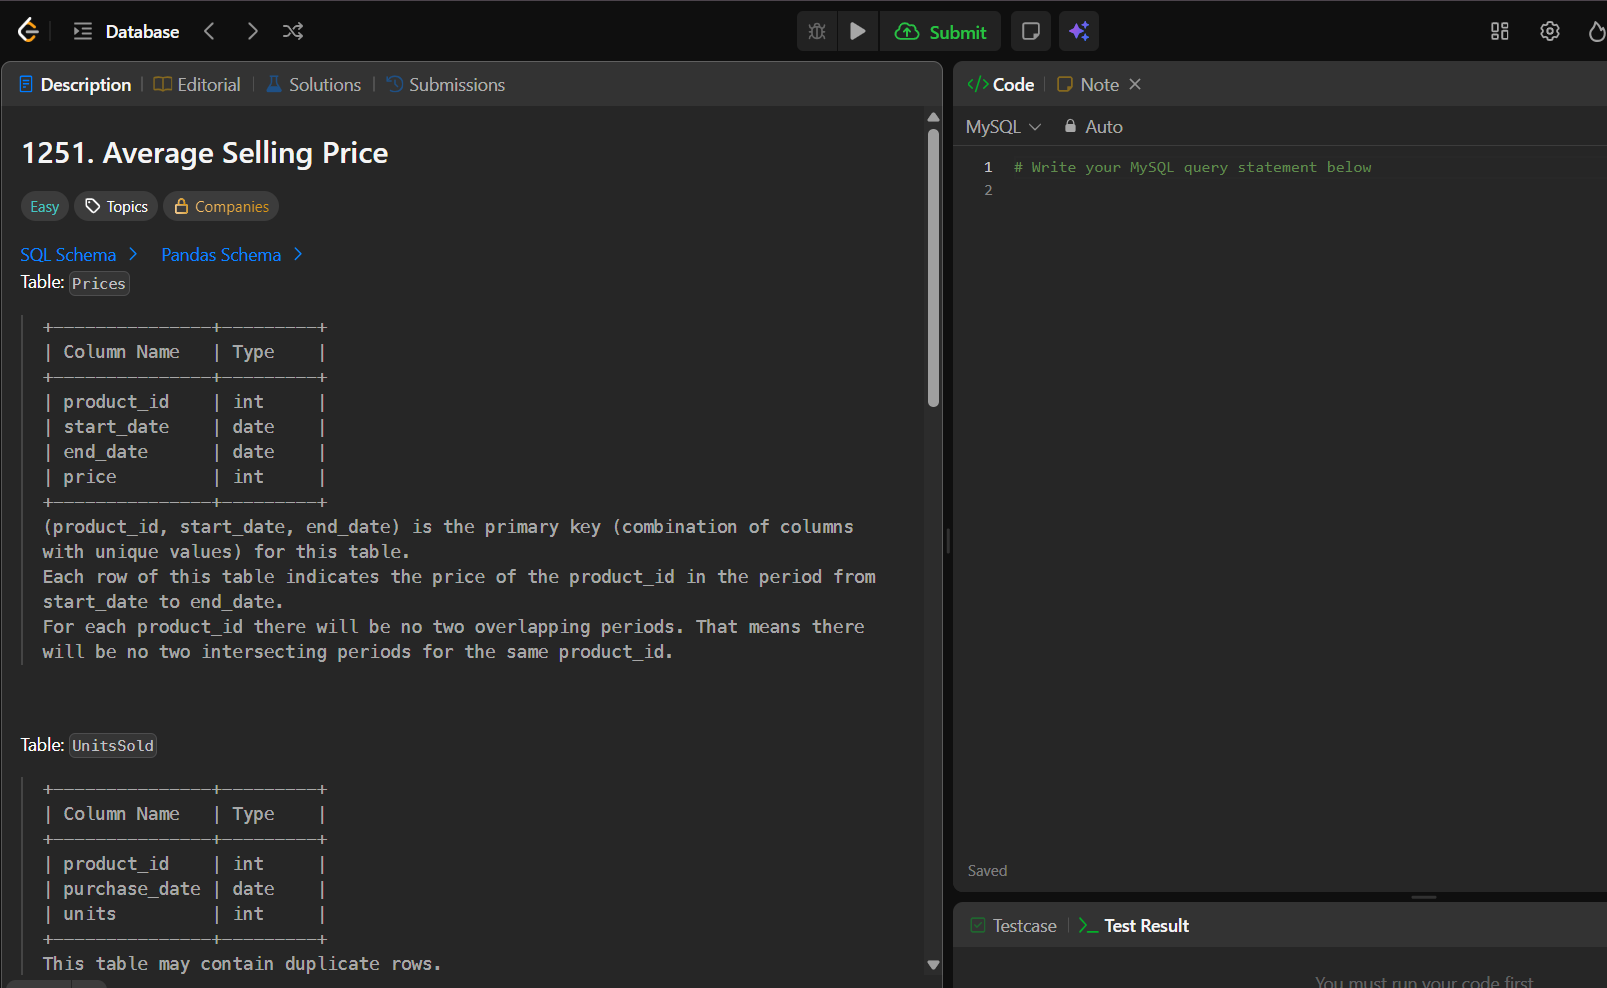 Database
Submit
Description
Editorial
Solutions
Submissions
1251. Average Selling Price
Easy
Topics
Companies
SQL Schema
Pandas Schema
Table: Prices
+---------------+---------+
| Column Name   | Type    |
+---------------+---------+
| product_id    | int     |
| start_date    | date    |
| end_date      | date    |
| price         | int     |
+---------------+---------+
(product_id, start_date, end_date) is the primary key (combination of columns
with unique values) for this table.
Each row of this table indicates the price of the product_id in the period from
start_date to end_date.
For each product_id there will be no two overlapping periods. That means there
will be no two intersecting periods for the same product_id.
Table: UnitsSold
+---------------+---------+
| Column Name   | Type    |
+---------------+---------+
| product_id    | int     |
| purchase_date | date    |
| units         | int     |
+---------------+---------+
This table may contain duplicate rows.
</> Code
Note
MySQL
Auto
1 # Write your MySQL query statement below
2
Saved
Testcase
Test Result
You must run your code first